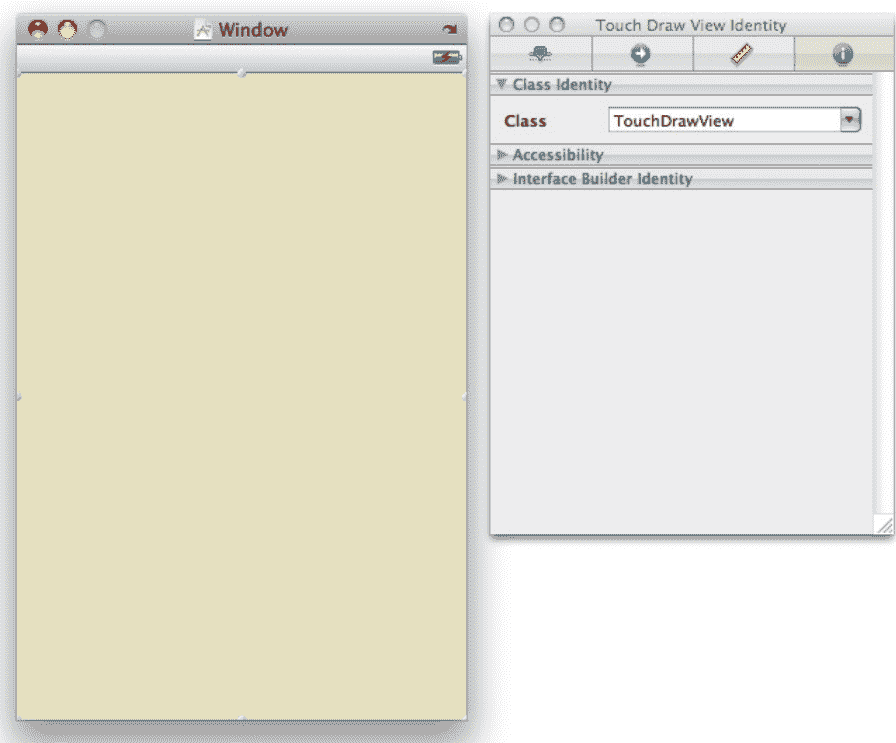 Window
Touch Draw View Identity
Class Identity
Class TouchDrawView
Accessibility
Interface Builder Identity